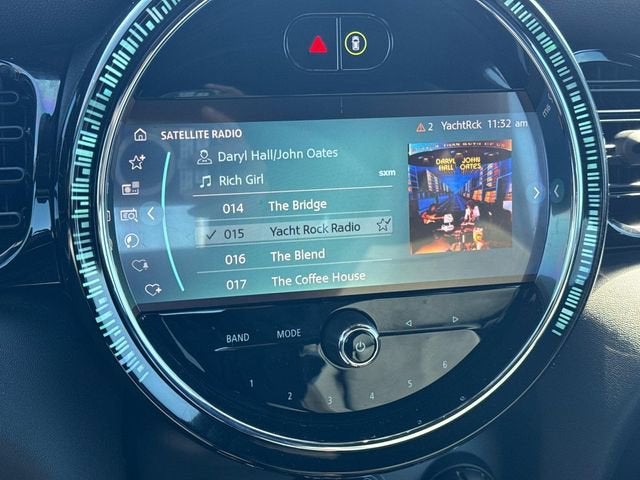 SATELLITE RADIO
2 YachtRck 11:32 am
Daryl Hall/John Oates
Rich Girl
sxm
014 The Bridge
015 Yacht Rock Radio
016 The Blend
017 The Coffee House
DARYL JOHN
HALL OATES
BAND MODE
1 2 3 4 5 6